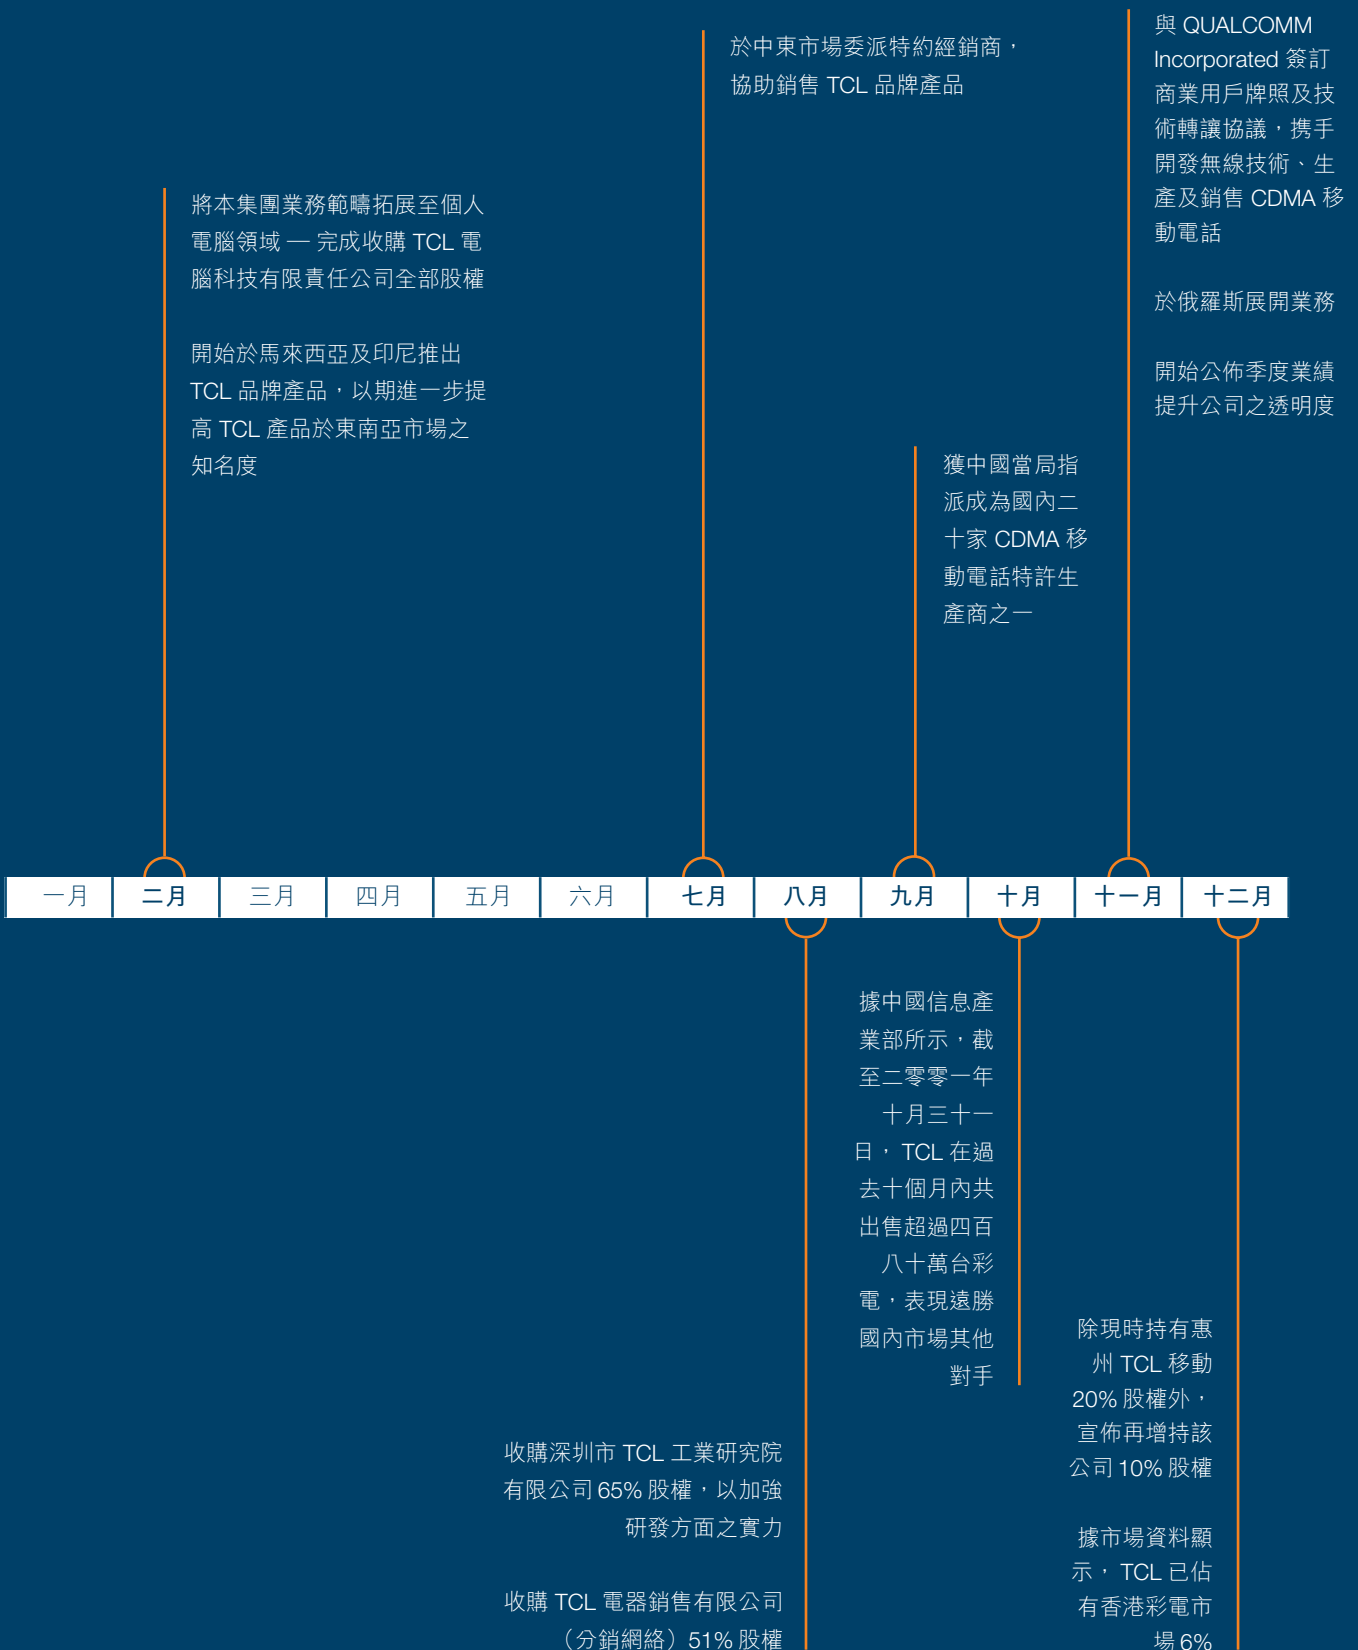 將本集團業務範疇拓展至個人
電腦領域 — 完成收購 TCL 電
腦科技有限責任公司全部股權
開始於馬來西亞及印尼推出
TCL 品牌產品，以期進一步提
高 TCL 產品於東南亞市場之
知名度
於中東市場委派特約經銷商，
協助銷售 TCL 品牌產品
獲中國當局指
派成為國內二
十家 CDMA 移
動電話特許生
產商之一
與 QUALCOMM
Incorporated 簽訂
商業用戶牌照及技
術轉讓協議，携手
開發無線技術、生
產及銷售 CDMA 移
動電話
於俄羅斯展開業務
開始公佈季度業績
提升公司之透明度
一月 二月 三月 四月 五月 六月 七月 八月 九月 十月 十一月 十二月
收購深圳市 TCL 工業研究院
有限公司 65% 股權，以加強
研發方面之實力
收購 TCL 電器銷售有限公司
（分銷網絡）51% 股權
據中國信息產
業部所示，截
至二零零一年
十月三十一
日，TCL 在過
去十個月內共
出售超過四百
八十萬台彩
電，表現遠勝
國內市場其他
對手
除現時持有惠
州 TCL 移動
20% 股權外，
宣佈再增持該
公司 10% 股權
據市場資料顯
示，TCL 已佔
有香港彩電市
場 6%